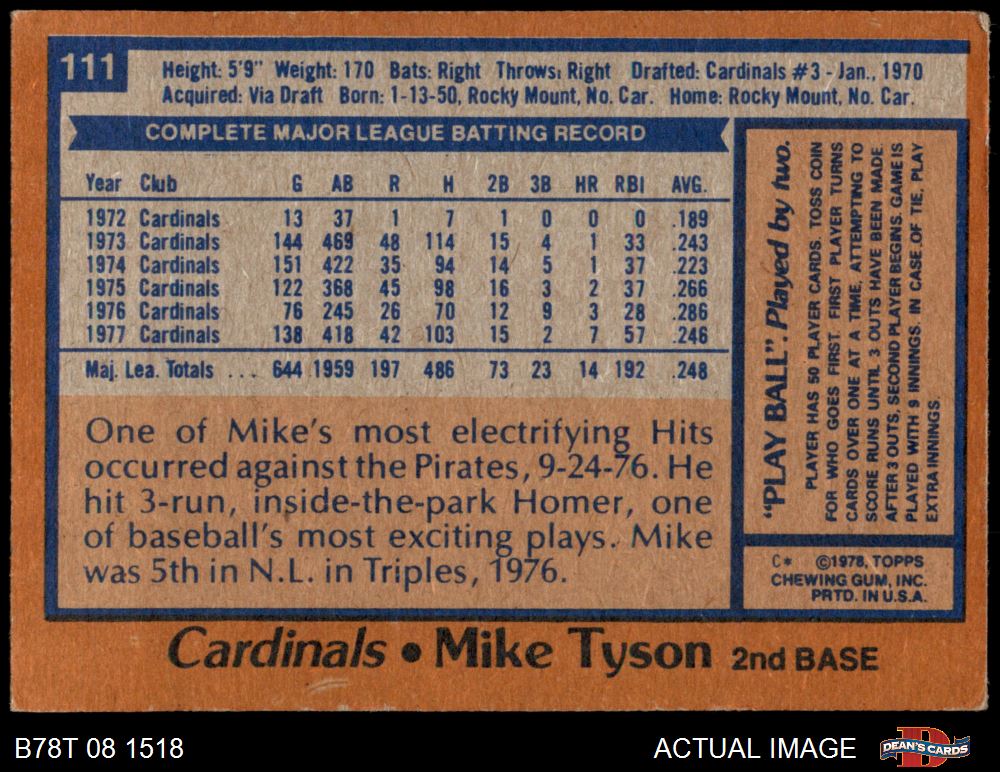 111
Height: 5'9" Weight: 170 Bats: Right Throws: Right Drafted: Cardinals #3 - Jan., 1970
Acquired: Via Draft Born: 1-13-50, Rocky Mount, No. Car. Home: Rocky Mount, No. Car.
COMPLETE MAJOR LEAGUE BATTING RECORD
Year Club G AB R H 2B 3B HR RBI AVG.
1972 Cardinals 13 37 1 7 1 0 0 0 .189
1973 Cardinals 144 469 48 114 15 4 1 33 .243
1974 Cardinals 151 422 35 94 14 5 1 37 .223
1975 Cardinals 122 368 45 98 16 3 2 37 .266
1976 Cardinals 76 245 26 70 12 9 3 28 .286
1977 Cardinals 138 418 42 103 15 2 7 57 .246
Maj. Lea. Totals ... 644 1959 197 486 73 23 14 192 .248
One of Mike's most electrifying Hits
occurred against the Pirates, 9-24-76. He
hit 3-run, inside-the-park Homer, one
of baseball's most exciting plays. Mike
was 5th in N.L. in Triples, 1976.
"PLAY BALL". Played by two.
PLAYER HAS 50 PLAYER CARDS. TOSS COIN
FOR WHO GOES FIRST. FIRST PLAYER TURNS
CARDS OVER ONE AT A TIME, ATTEMPTING TO
SCORE RUNS UNTIL 3 OUTS HAVE BEEN MADE.
AFTER 3 OUTS, SECOND PLAYER BEGINS. GAME IS
PLAYED WITH 9 INNINGS. IN CASE OF TIE, PLAY
EXTRA INNINGS.
C* ©1978, TOPPS
CHEWING GUM, INC.
PRTD. IN U.S.A.
Cardinals • Mike Tyson 2nd BASE
B78T 08 1518
ACTUAL IMAGE
DEAN'S CARDS